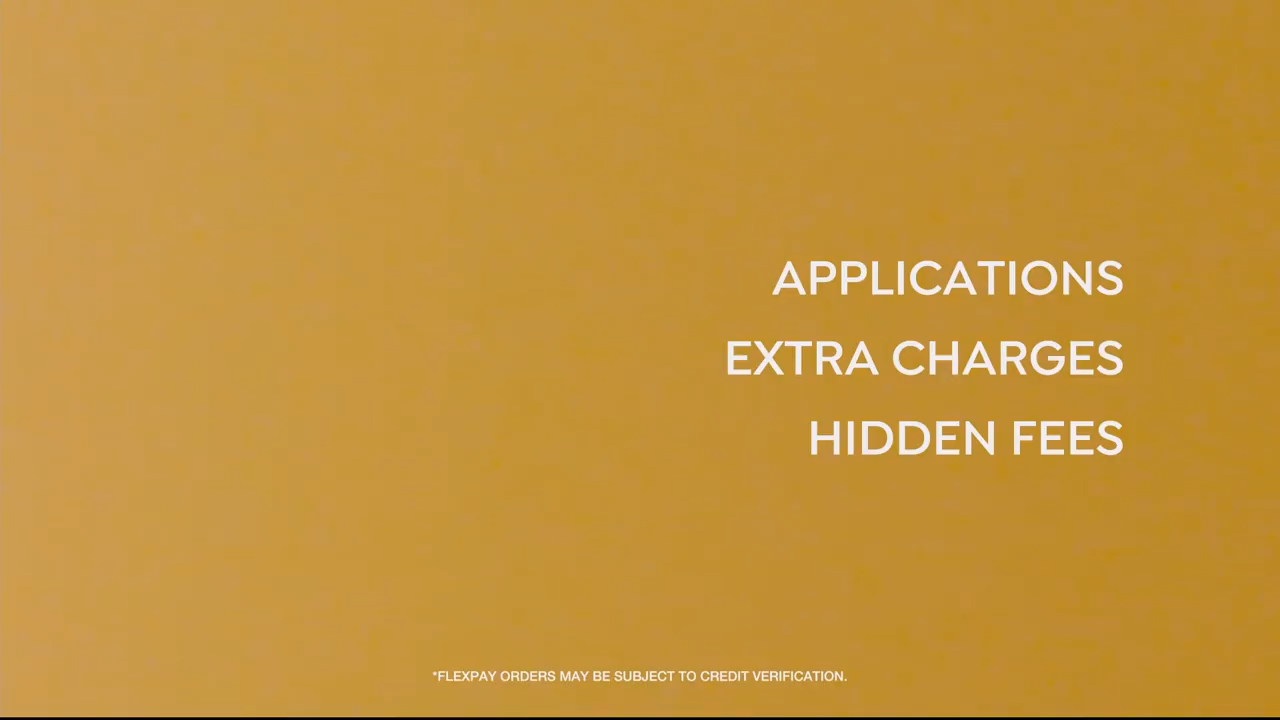 APPLICATIONS
EXTRA CHARGES
HIDDEN FEES
*FLEXPAY ORDERS MAY BE SUBJECT TO CREDIT VERIFICATION.